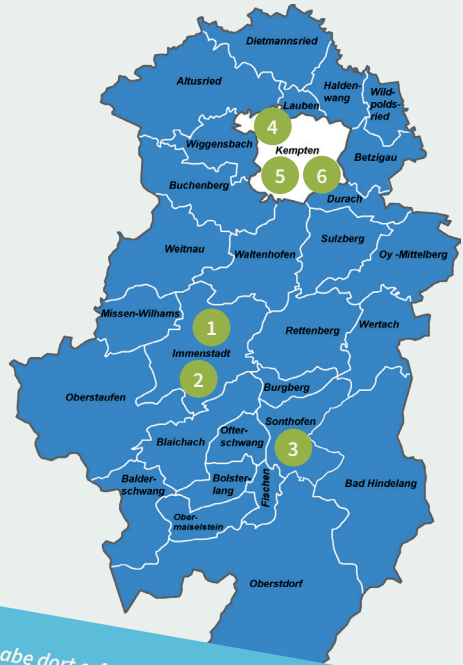 Dietmannsried
Altusried
Halden-
wang
Wild-
polds-
ried
Lauben
4
Wiggensbach
Kempten
Betzigau
5
6
Buchenberg
Durach
Sulzberg
Weitnau
Waltenhofen
Oy -Mittelberg
Missen-Wilhams
1
Rettenberg
Wertach
Immenstadt
2
Oberstaufen
Burgberg
Sonthofen
Ofter-
schwang
3
Blaichach
Balder-
schwang
Bolster-
lang
Fischen
Bad Hindelang
Ober-
maiselstein
Oberstdorf
abe dort